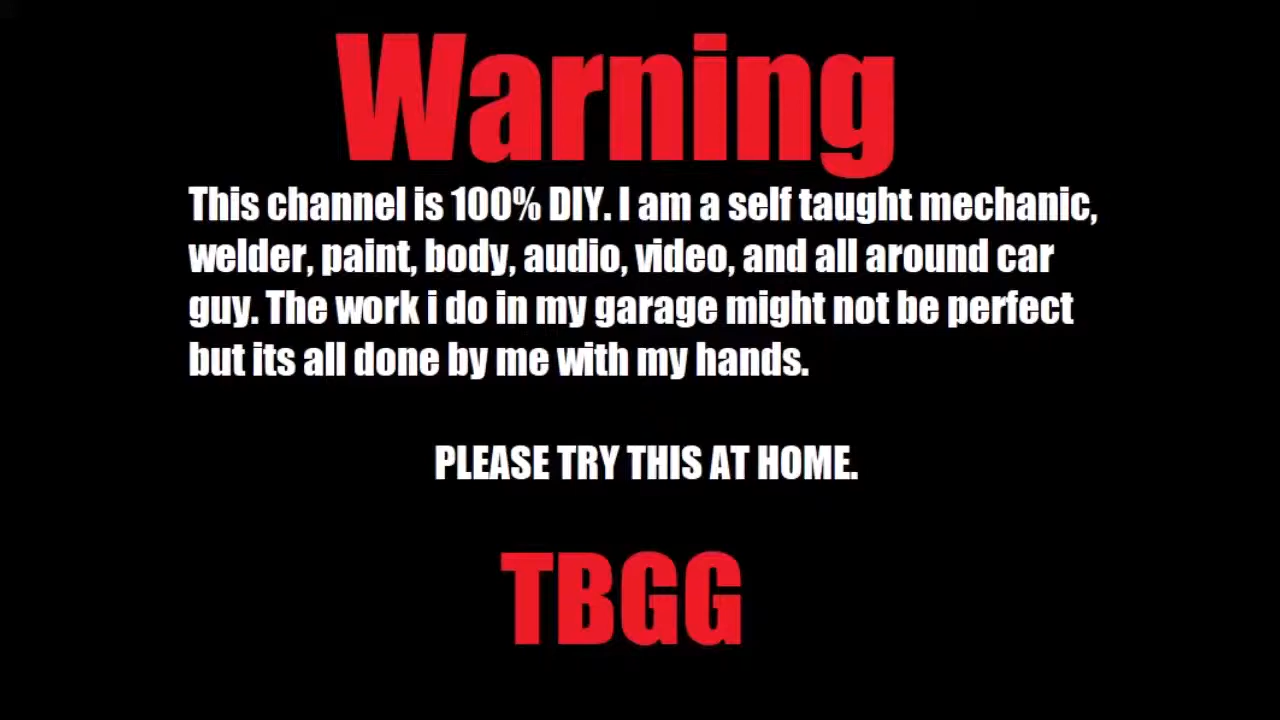 Warning
This channel is 100% DIY. I am a self taught mechanic,
welder, paint, body, audio, video, and all around car
guy. The work i do in my garage might not be perfect
but its all done by me with my hands.
PLEASE TRY THIS AT HOME.
TBGG